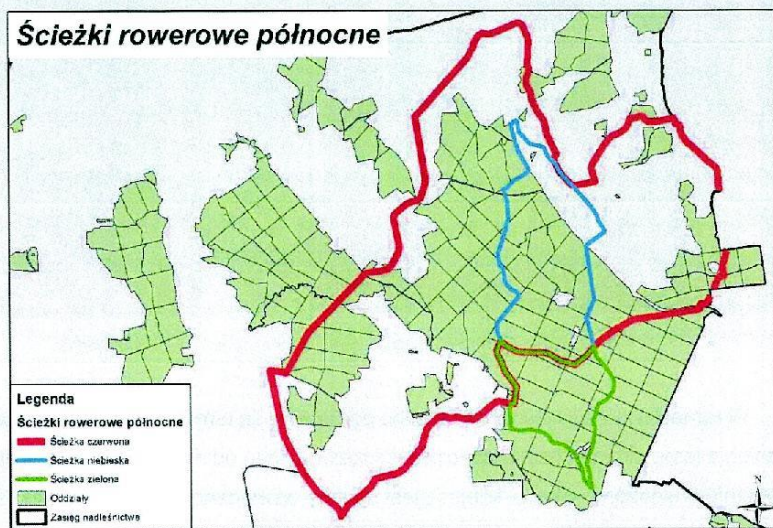 Ścieżki rowerowe północne
Legenda
Ścieżki rowerowe północne
Ścieżka czerwona
Ścieżka niebieska
Ścieżka zielona
Oddziały
Zasięg nadleśnictwa
N